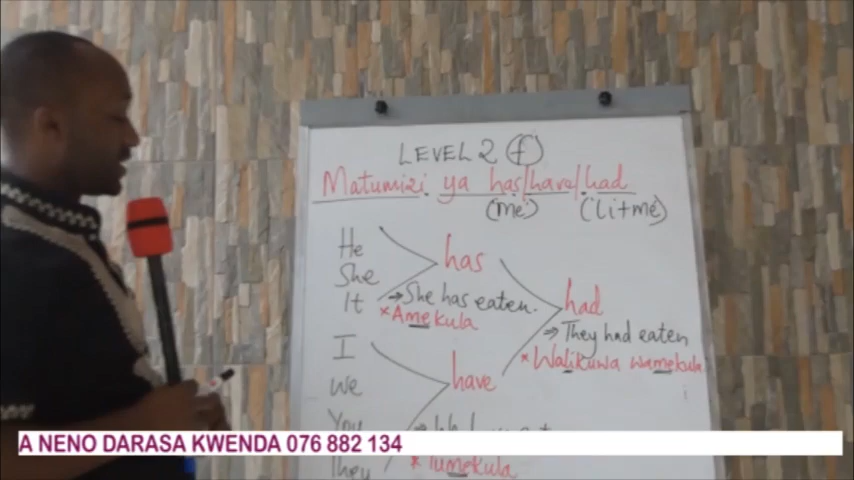 LEVEL 2 (f)
Matumizi ya has/have/had
(me) (li+me)
He
She
It
has
→ She has eaten.
* Amekula
had
⇒ They had eaten
* Walikuwa wamekula
I
We
You
They
have
* Tumekula
A NENO DARASA KWENDA 076 882 134